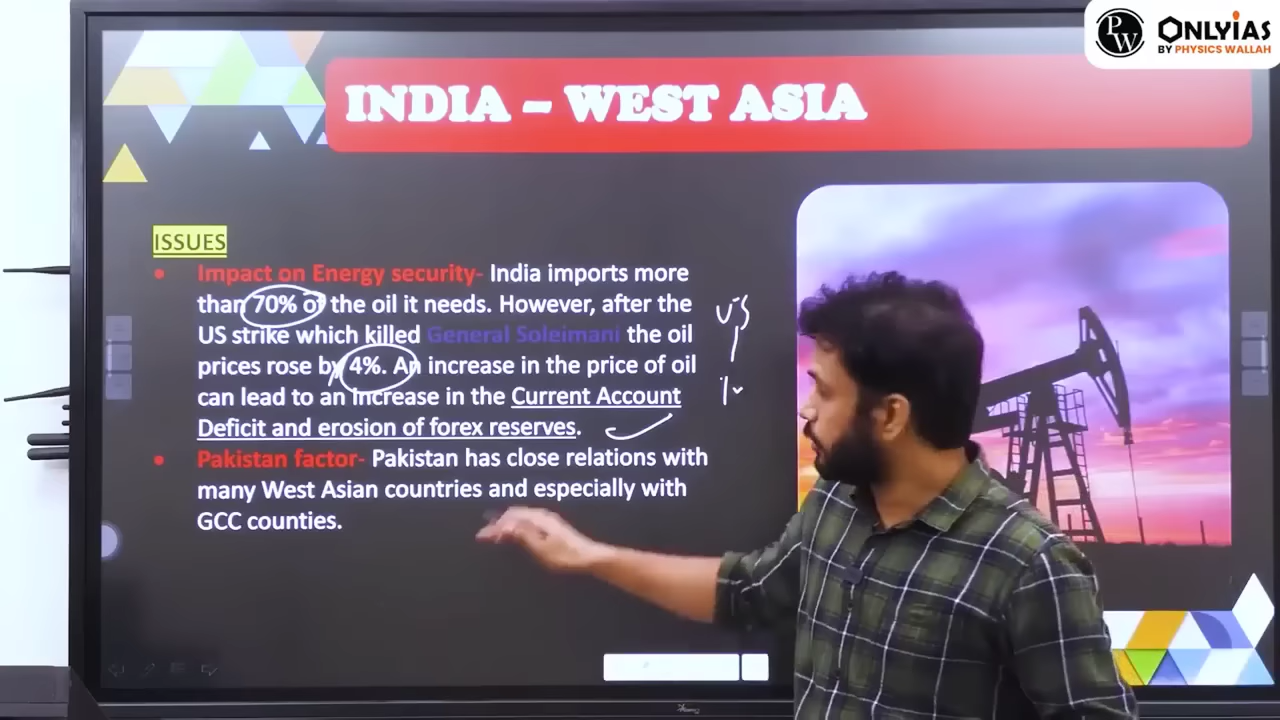 PW ONLYIAS
BY PHYSICS WALLAH
INDIA – WEST ASIA
ISSUES
• Impact on Energy security- India imports more
than 70% of the oil it needs. However, after the
US strike which killed General Soleimani the oil
prices rose by 4%. An increase in the price of oil
can lead to an increase in the Current Account
Deficit and erosion of forex reserves.
• Pakistan factor- Pakistan has close relations with
many West Asian countries and especially with
GCC counties.
US